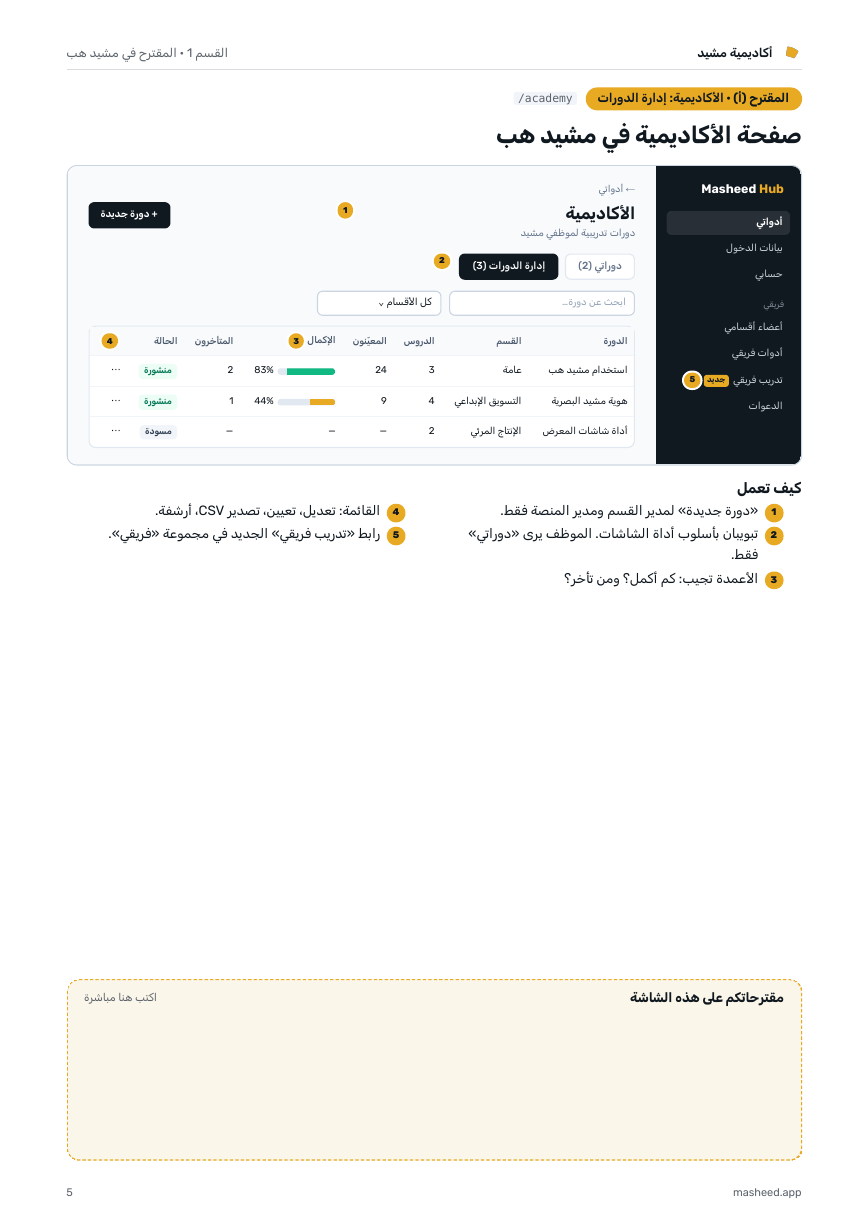 أكاديمية مشيد
القسم 1 • المقترح في مشيد هب
المقترح (أ) • الأكاديمية: إدارة الدورات /academy
صفحة الأكاديمية في مشيد هب
Masheed Hub
أدواتي
بيانات الدخول
حسابي
فريقي
أعضاء أقسامي
أدوات فريقي
تدريب فريقي جديد 5
الدعوات
← أدواتي
الأكاديمية 1 + دورة جديدة
دورات تدريبية لموظفي مشيد
دوراتي (2) إدارة الدورات (3) 2
ابحث عن دورة... كل الأقسام ⌄
الدورة القسم الدروس المعيّنون الإكمال 3 المتأخرون الحالة 4
استخدام مشيد هب عامة 3 24 83% 2 منشورة ⋯
هوية مشيد البصرية التسويق الإبداعي 4 9 44% 1 منشورة ⋯
أداة شاشات المعرض الإنتاج المرئي 2 — — — مسودة ⋯
كيف تعمل
1 «دورة جديدة» لمدير القسم ومدير المنصة فقط.
2 تبويبان بأسلوب أداة الشاشات. الموظف يرى «دوراتي»
فقط.
3 الأعمدة تجيب: كم أكمل؟ ومن تأخر؟
4 القائمة: تعديل، تعيين، تصدير CSV، أرشفة.
5 رابط «تدريب فريقي» الجديد في مجموعة «فريقي».
مقترحاتكم على هذه الشاشة
اكتب هنا مباشرة
masheed.app
5